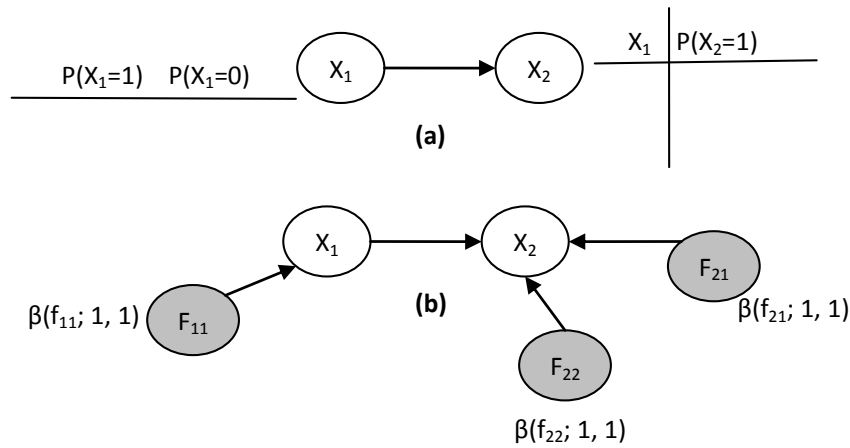 P(X₁=1) P(X₁=0)
X₁
X₂
X₁ P(X₂=1)
(a)
X₁
X₂
F₂₁
β(f₂₁; 1, 1)
(b)
β(f₁₁; 1, 1)
F₁₁
F₂₂
β(f₂₂; 1, 1)